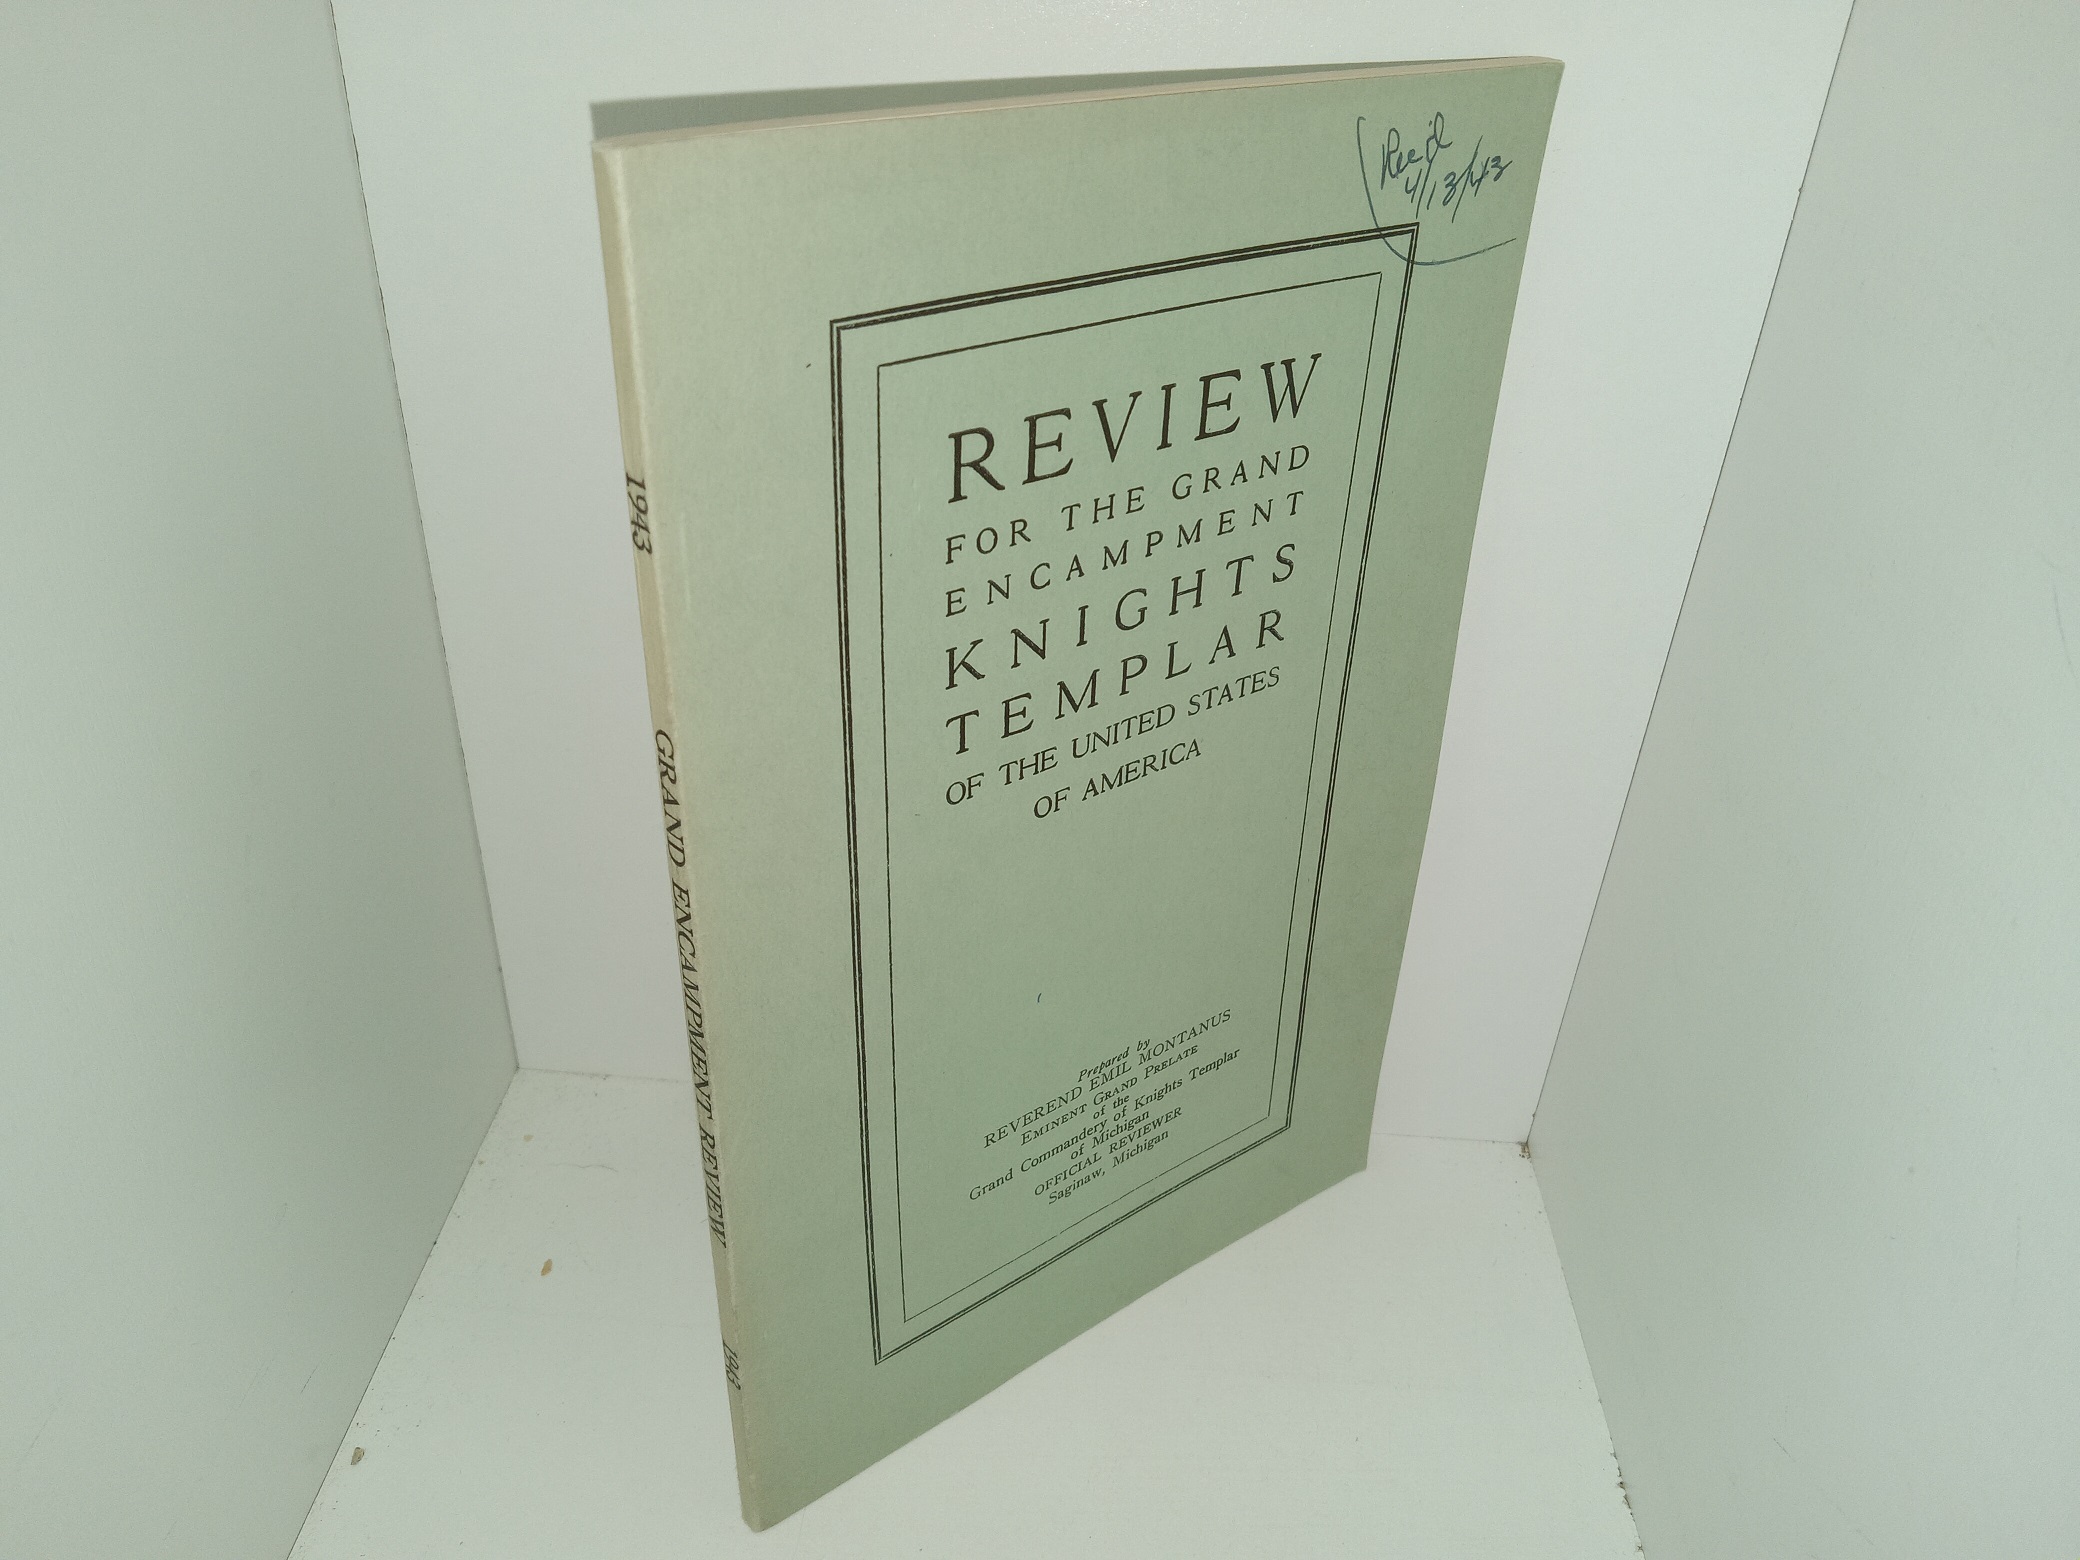 Rec'd
4/13/43
REVIEW
FOR THE GRAND
ENCAMPMENT
KNIGHTS
TEMPLAR
OF THE UNITED STATES
OF AMERICA
Prepared by
REVEREND EMIL MONTANUS
EMINENT GRAND PRELATE
of the
Grand Commandery of Knights Templar
of Michigan
OFFICIAL REVIEWER
Saginaw, Michigan
1943
GRAND ENCAMPMENT REVIEW
1943